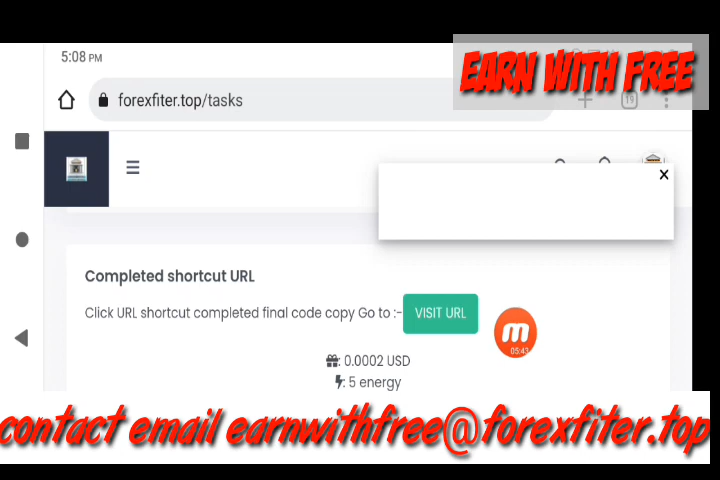 5:08 PM
EARN WITH FREE
forexfiter.top/tasks
19
x
Completed shortcut URL
Click URL shortcut completed final code copy Go to :- VISIT URL
m
05:43
: 0.0002 USD
: 5 energy
contact email earnwithfree@forexfiter.top